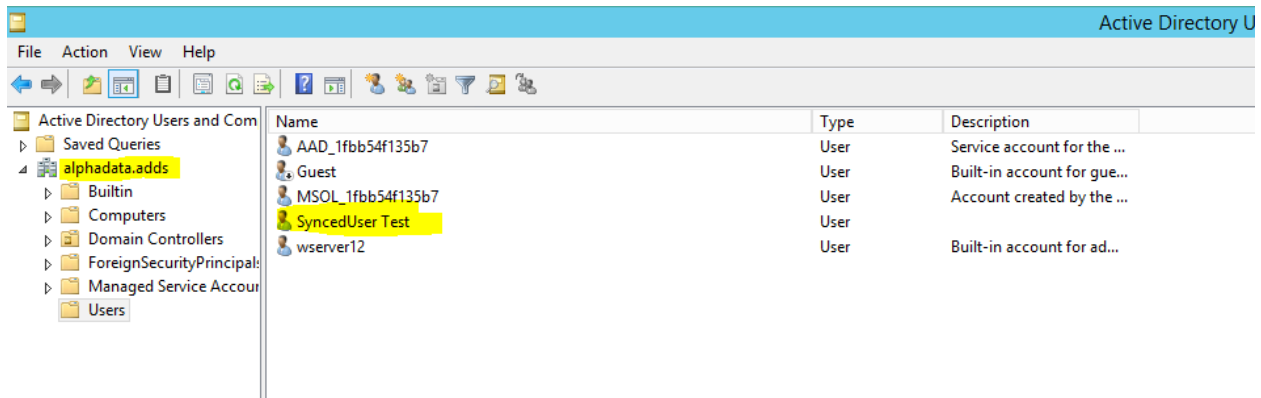 Active Directory U
File Action View Help
Active Directory Users and Com
Saved Queries
alphadata.adds
Builtin
Computers
Domain Controllers
ForeignSecurityPrincipals
Managed Service Accour
Users
Name Type Description
AAD_1fbb54f135b7 User Service account for the ...
Guest User Built-in account for gue...
MSOL_1fbb54f135b7 User Account created by the ...
SyncedUser Test User
wserver12 User Built-in account for ad...